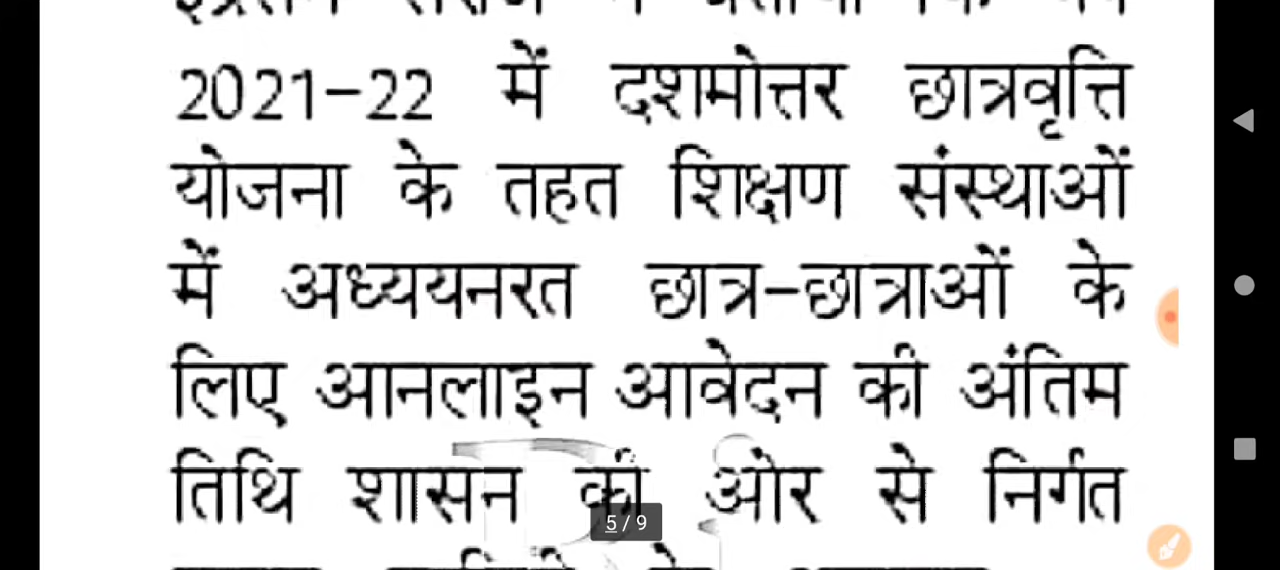 2021-22 में दशमोत्तर छात्रवृत्ति
योजना के तहत शिक्षण संस्थाओं
में अध्ययनरत छात्र-छात्राओं के
लिए आनलाइन आवेदन की अंतिम
तिथि शासन की ओर से निर्गत
5 / 9